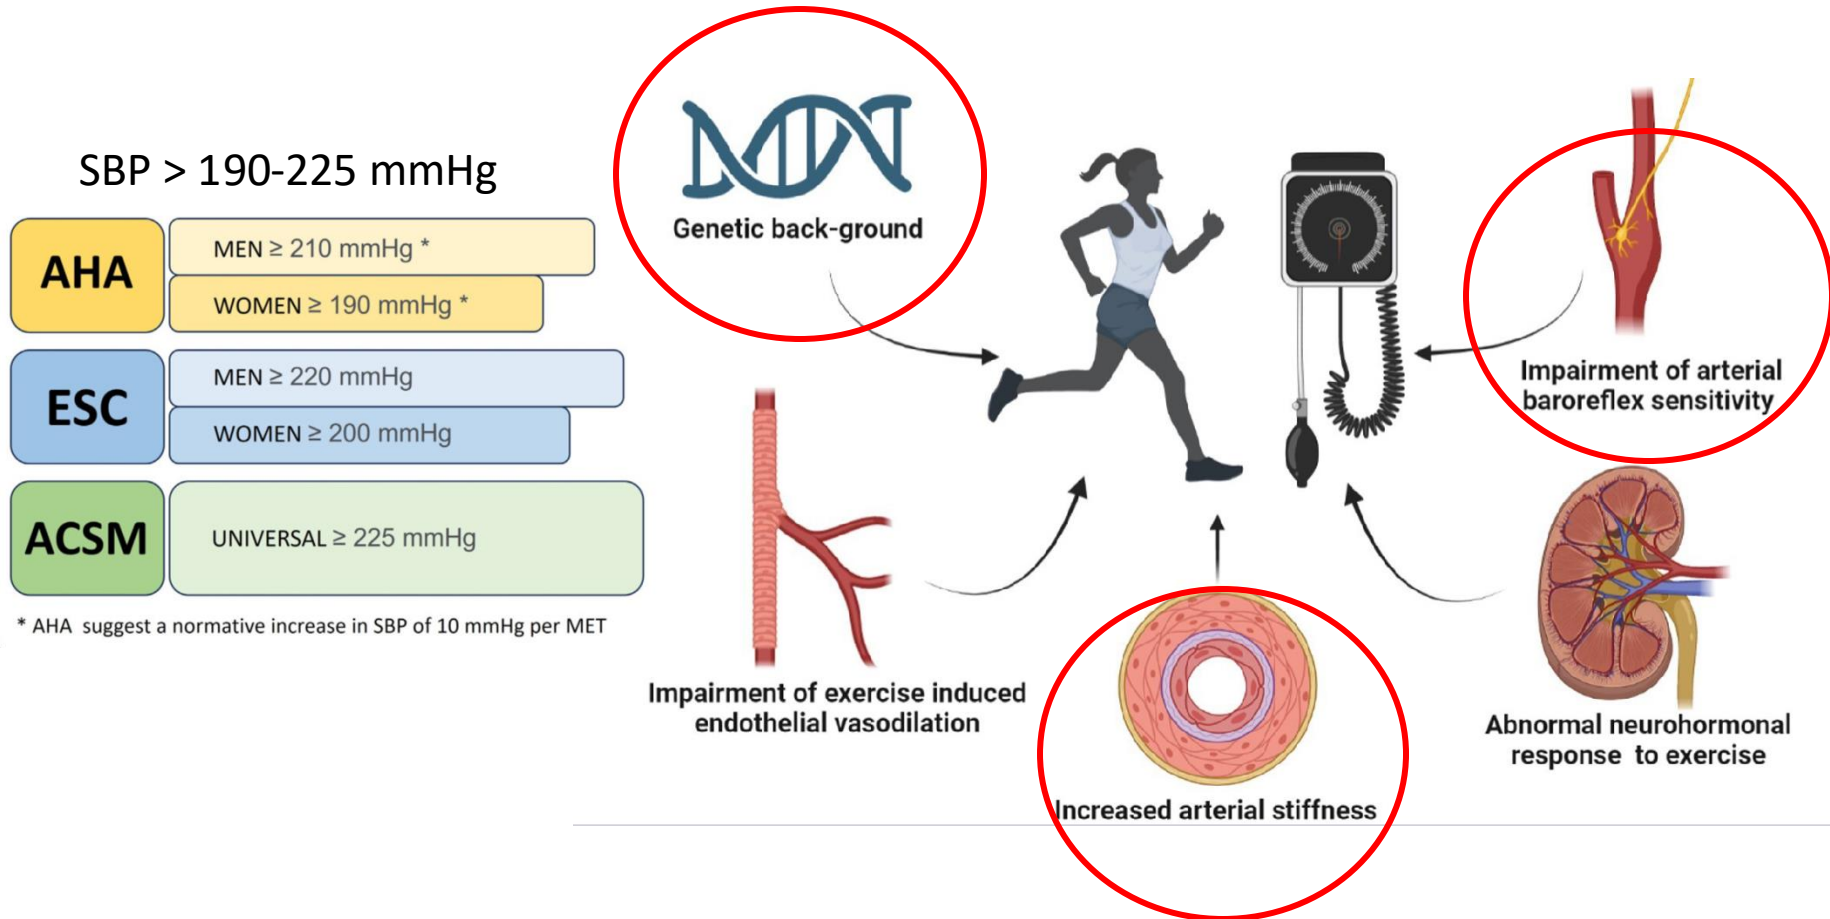 SBP > 190-225 mmHg
AHA
MEN ≥ 210 mmHg *
WOMEN ≥ 190 mmHg *
ESC
MEN ≥ 220 mmHg
WOMEN ≥ 200 mmHg
ACSM
UNIVERSAL ≥ 225 mmHg
* AHA suggest a normative increase in SBP of 10 mmHg per MET
Genetic back-ground
Impairment of arterial
baroreflex sensitivity
Impairment of exercise induced
endothelial vasodilation
Increased arterial stiffness
Abnormal neurohormonal
response to exercise